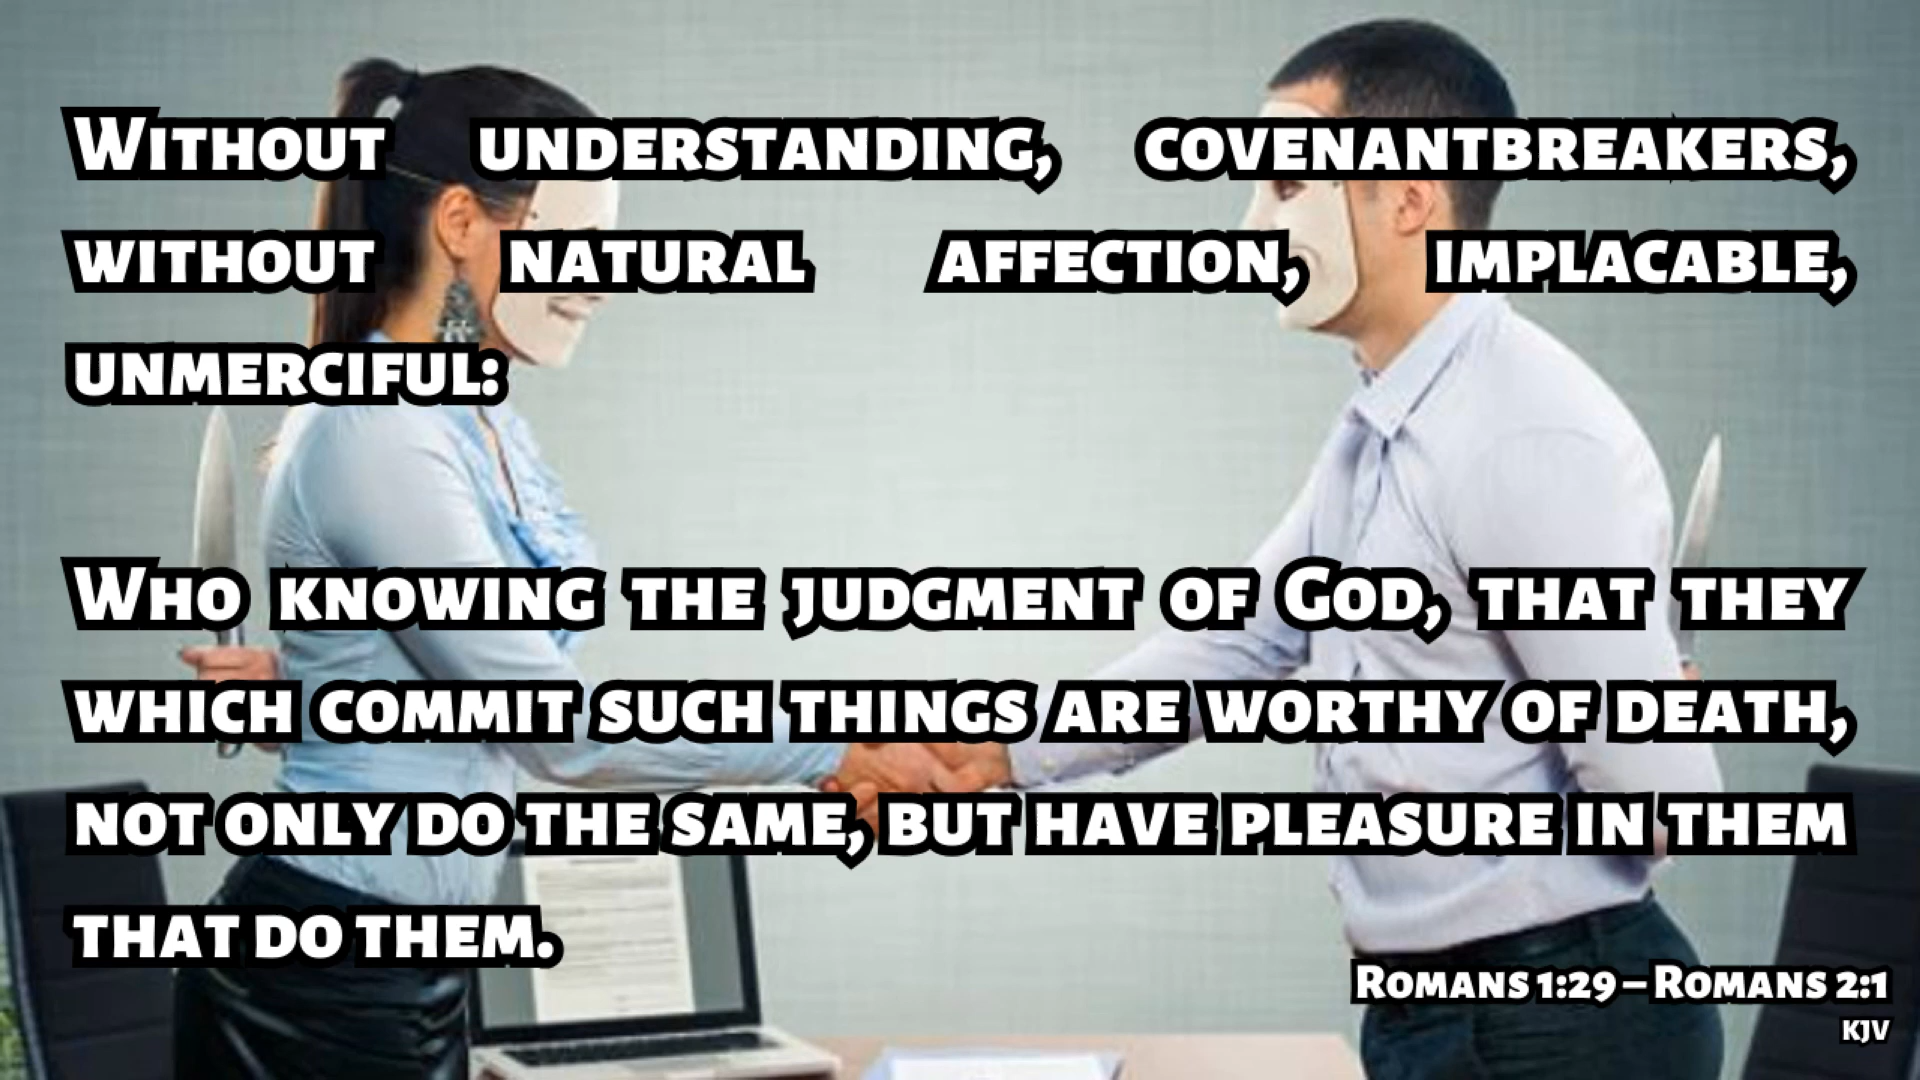 Without understanding, covenantbreakers,
without natural affection, implacable,
unmerciful:
Who knowing the judgment of God, that they
which commit such things are worthy of death,
not only do the same, but have pleasure in them
that do them.
Romans 1:29 – Romans 2:1
KJV